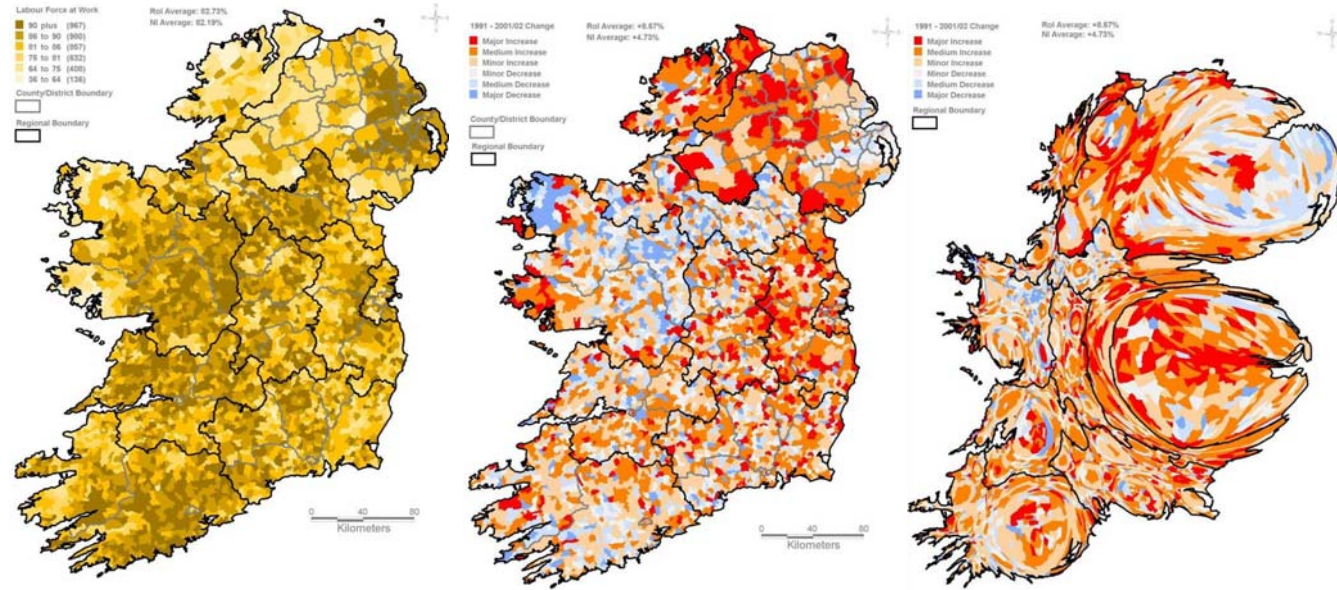 Labour Force at Work
90 plus (967)
86 to 90 (980)
81 to 86 (857)
75 to 81 (632)
64 to 75 (400)
36 to 64 (136)
County/District Boundary
Regional Boundary
RoI Average: 82.73%
NI Average: 82.19%
0 40 80
Kilometers
1991 - 2001/02 Change
Major Increase
Medium Increase
Minor Increase
Minor Decrease
Medium Decrease
Major Decrease
County/District Boundary
Regional Boundary
RoI Average: +8.67%
NI Average: +4.73%
0 40 80
Kilometers
1991 - 2001/02 Change
Major Increase
Medium Increase
Minor Increase
Minor Decrease
Medium Decrease
Major Decrease
Regional Boundary
RoI Average: +8.67%
NI Average: +4.73%